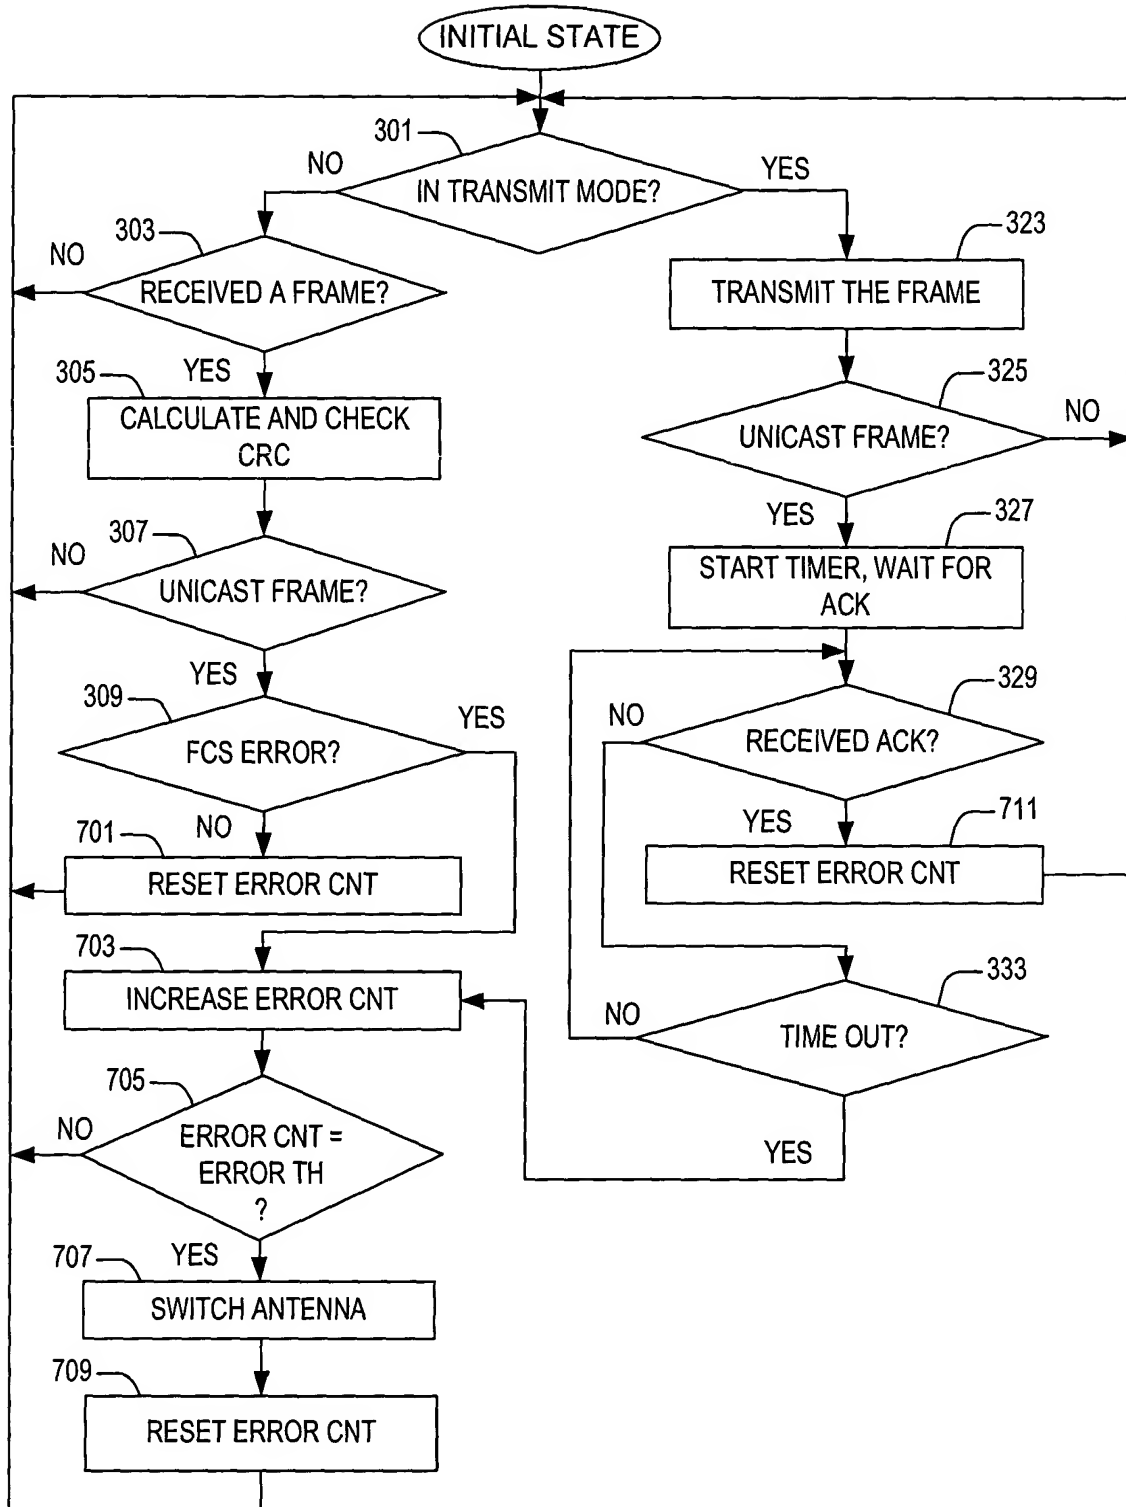 INITIAL STATE
301
NO
IN TRANSMIT MODE?
YES
303
NO
RECEIVED A FRAME?
YES
305
CALCULATE AND CHECK
CRC
307
NO
UNICAST FRAME?
YES
309
FCS ERROR?
YES
NO
701
RESET ERROR CNT
703
INCREASE ERROR CNT
705
NO
ERROR CNT =
ERROR TH
?
YES
707
SWITCH ANTENNA
709
RESET ERROR CNT
323
TRANSMIT THE FRAME
325
UNICAST FRAME?
NO
YES
327
START TIMER, WAIT FOR
ACK
329
NO
RECEIVED ACK?
YES
711
RESET ERROR CNT
333
NO
TIME OUT?
YES